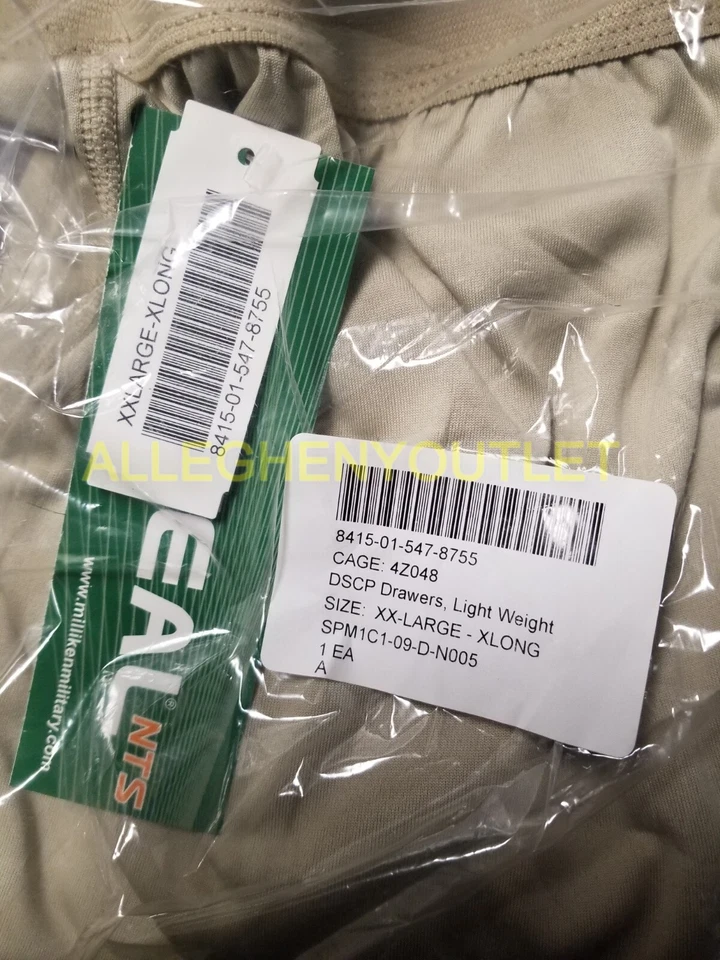 XXLARGE-XLONG
8415-01-547-8755
EAL® NTS
www.millikenmilitary.com
ALLEGHENYOUTLET
8415-01-547-8755
CAGE: 4Z048
DSCP Drawers, Light Weight
SIZE: XX-LARGE - XLONG
SPM1C1-09-D-N005
1 EA
A